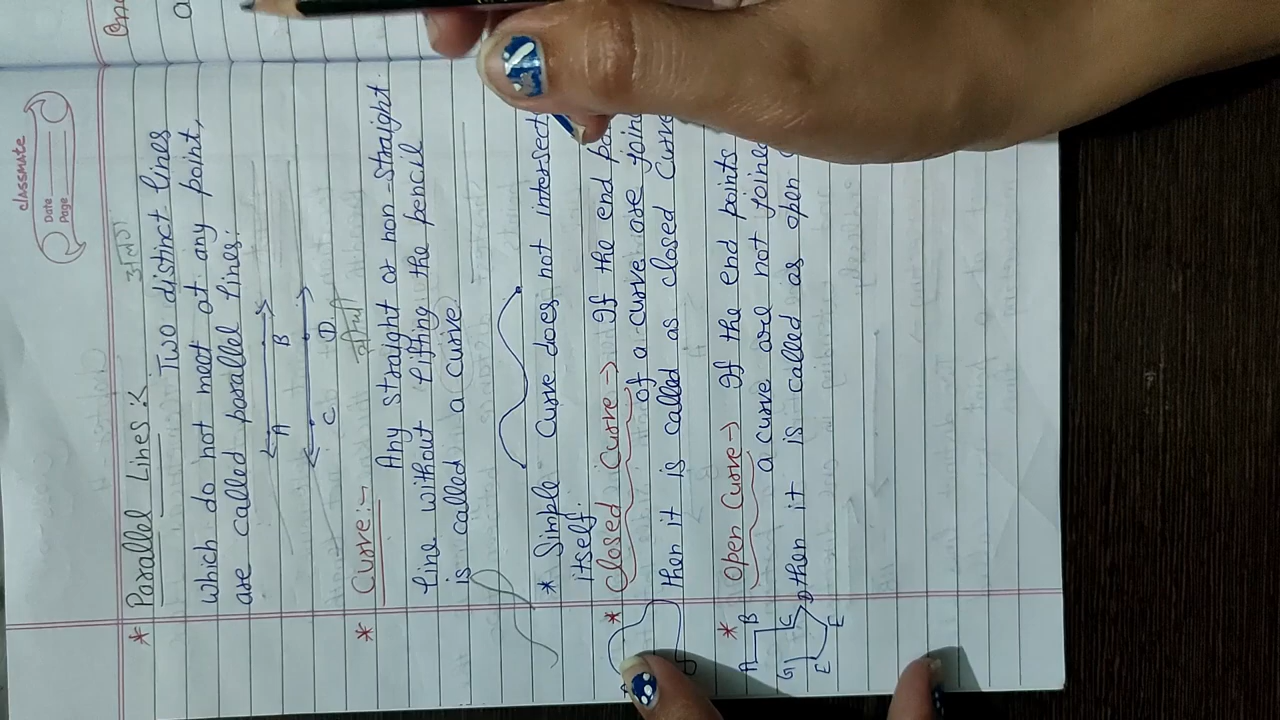 classmate
Date
Page
* Parallel Lines :-
Two distinct lines
which do not meet at any point,
are called parallel lines.
A B
C D
* Curve :-
Any straight or non-straight
line without lifting the pencil
is called a curve
* Simple Curve does not intersect
itself.
* Closed Curve → If the end po
of a curve are joine
then it is called as closed curve
* Open Curve → If the end points
a curve are not joined
then it is called as open
A B
G C D
E E